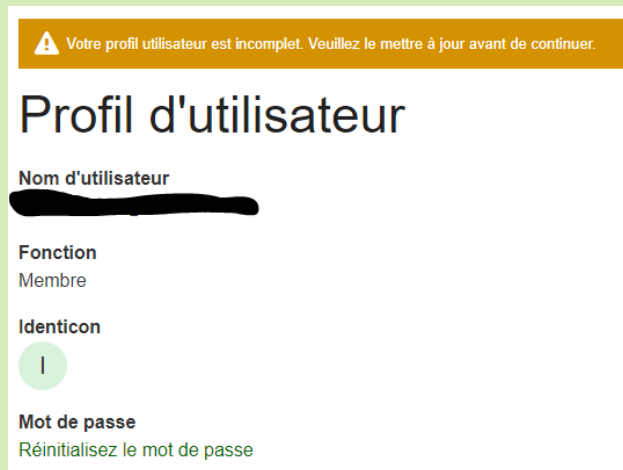 Votre profil utilisateur est incomplet. Veuillez le mettre à jour avant de continuer.
Profil d'utilisateur
Nom d'utilisateur
Fonction
Membre
Identicon
I
Mot de passe
Réinitialisez le mot de passe